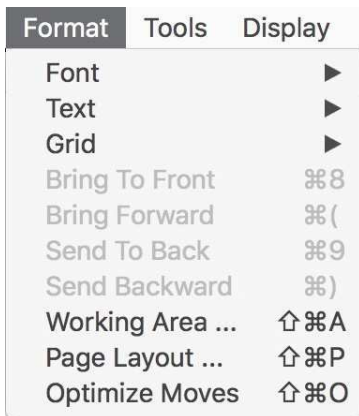 Format Tools Display
Font ▶
Text ▶
Grid ▶
Bring To Front ⌘8
Bring Forward ⌘(
Send To Back ⌘9
Send Backward ⌘)
Working Area ... ⇧⌘A
Page Layout ... ⇧⌘P
Optimize Moves ⇧⌘O